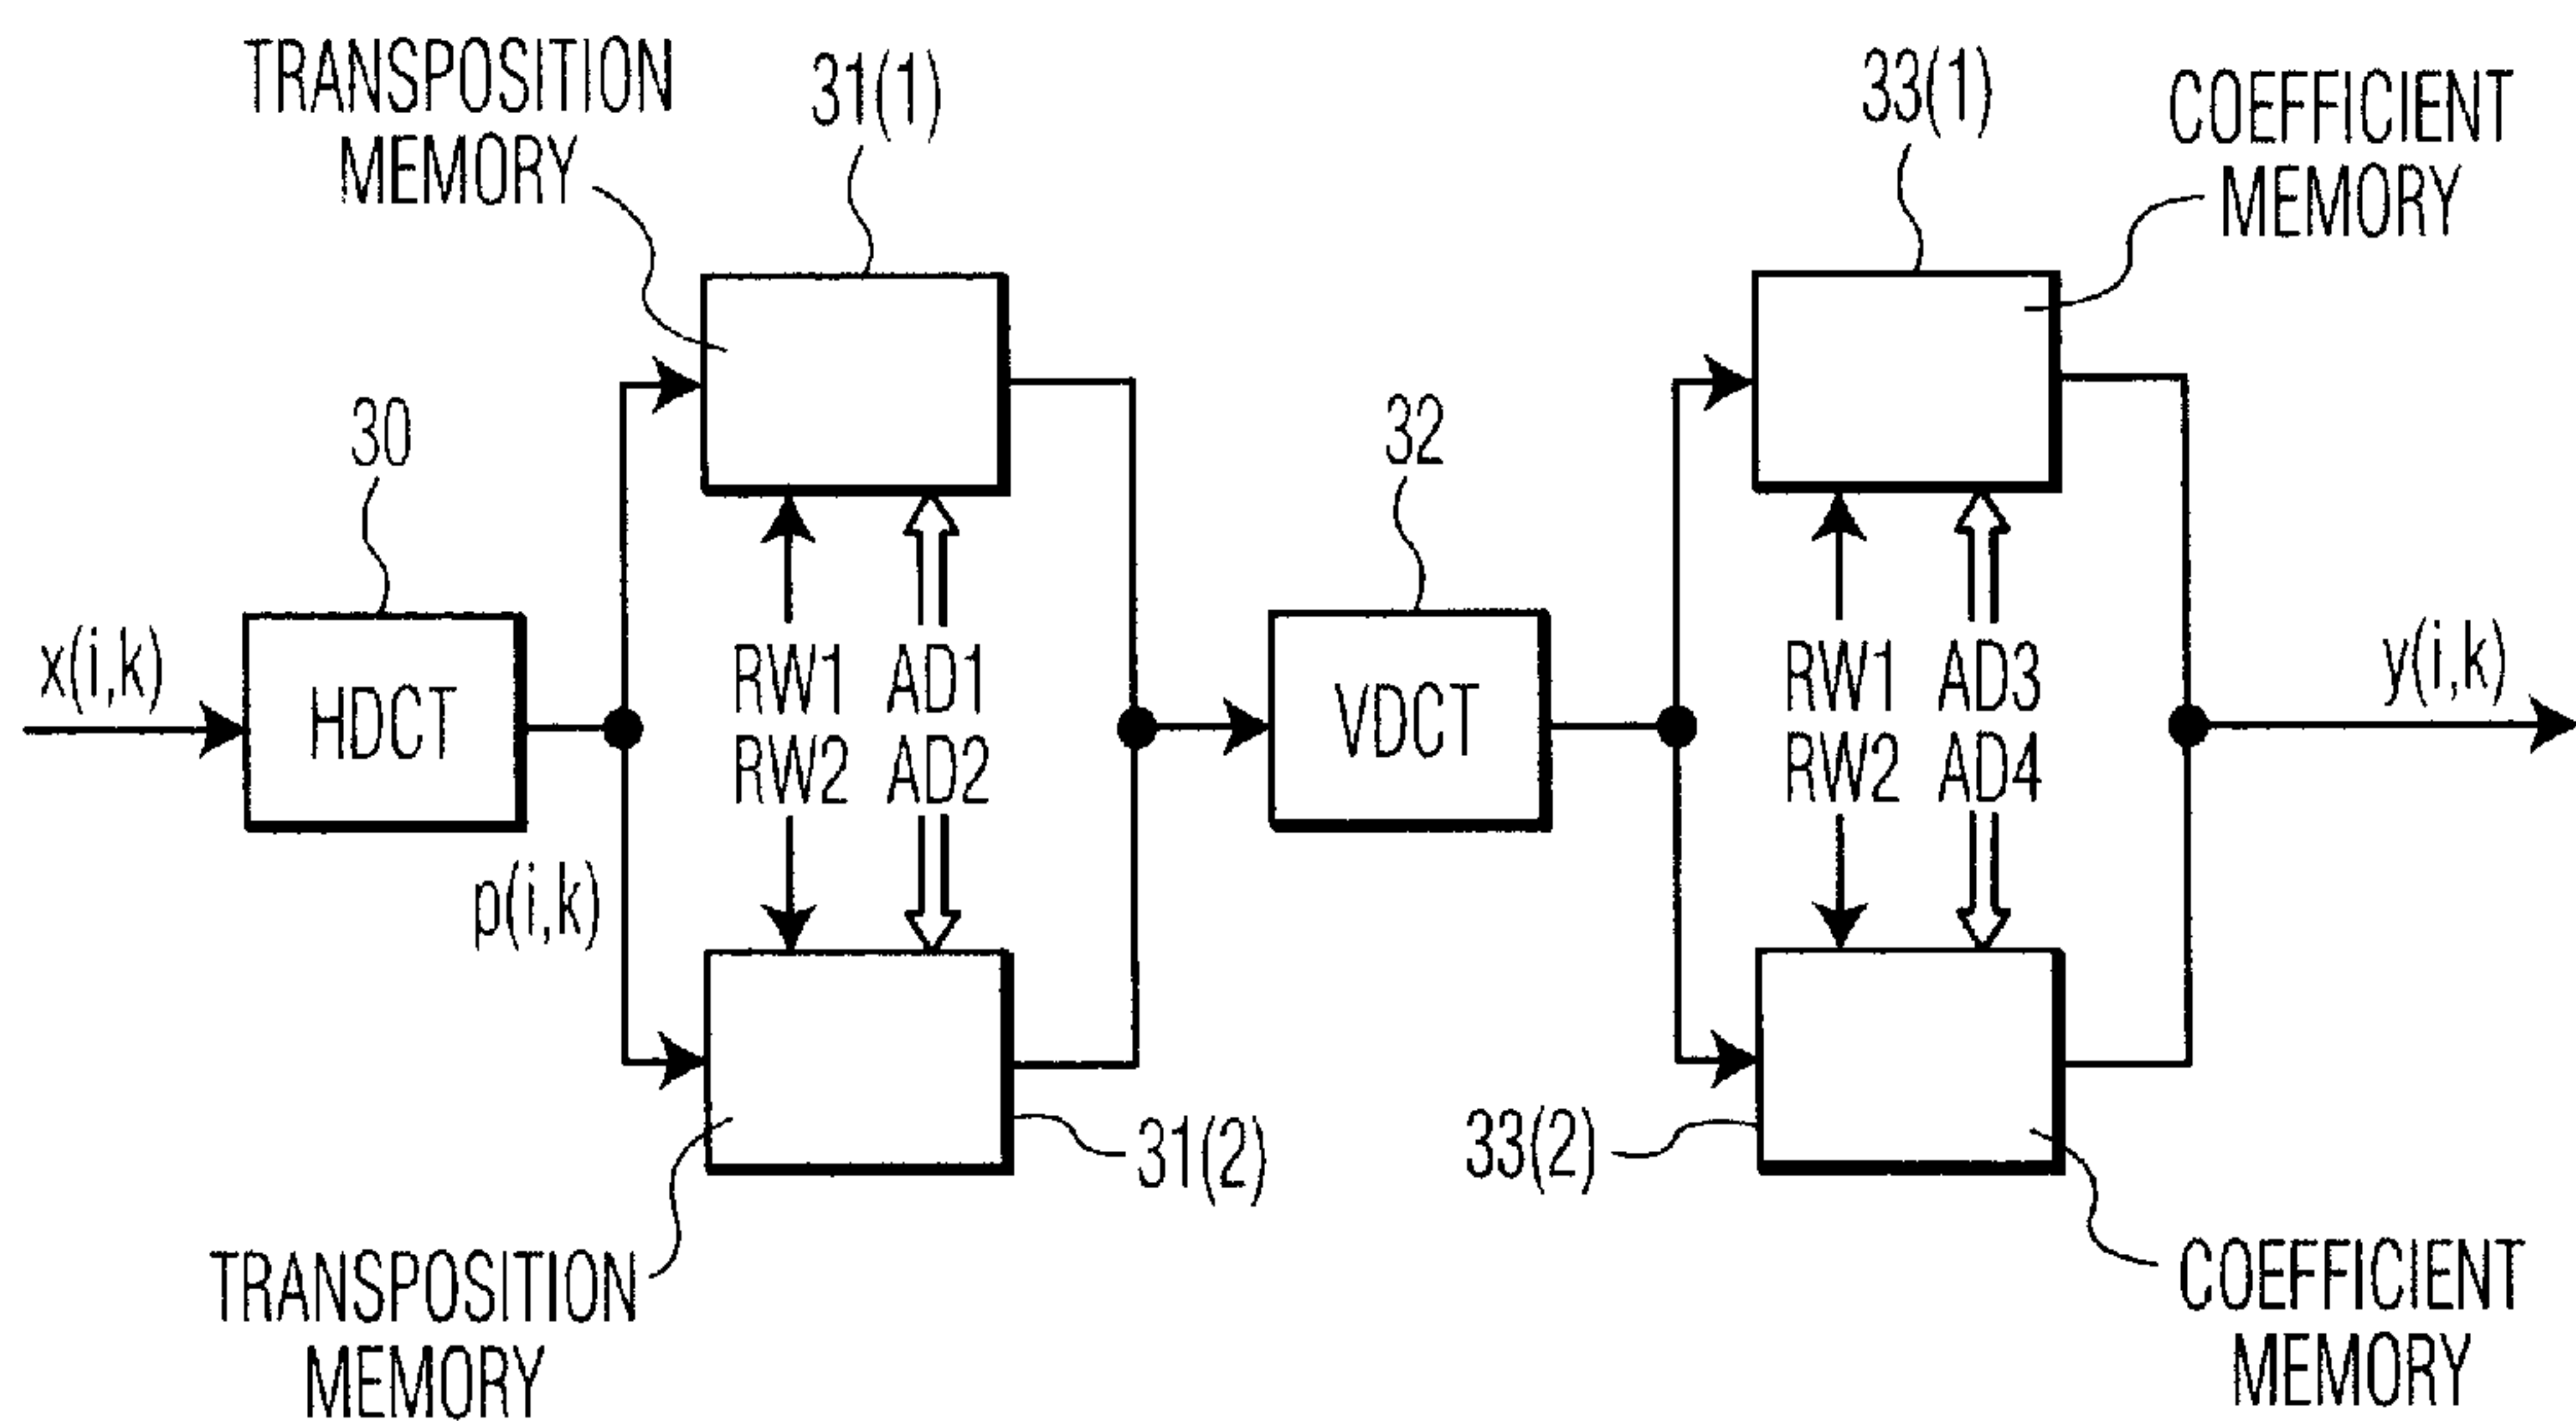 TRANSPOSITION
MEMORY
31(1)
33(1)
COEFFICIENT
MEMORY
30
32
x(i,k)
HDCT
RW1 AD1
RW2 AD2
VDCT
RW1 AD3
RW2 AD4
y(i,k)
p(i,k)
31(2)
33(2)
TRANSPOSITION
MEMORY
COEFFICIENT
MEMORY